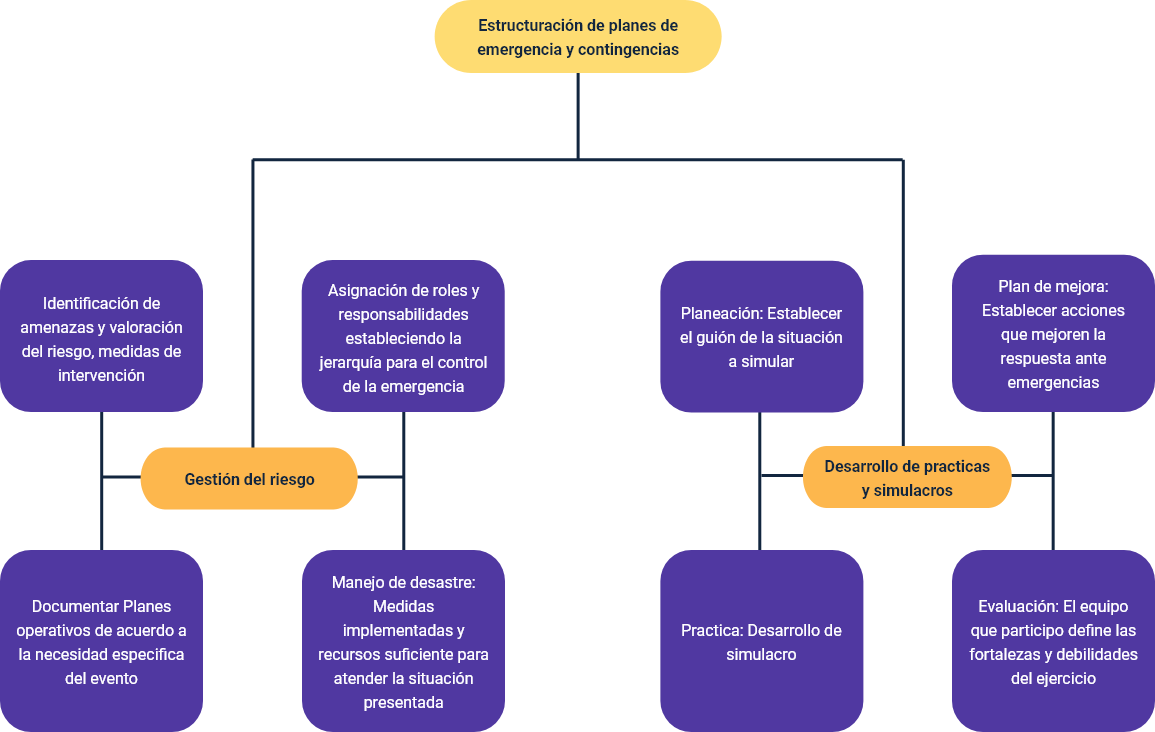 Estructuración de planes de
emergencia y contingencias
Identificación de
amenazas y valoración
del riesgo, medidas de
intervención
Asignación de roles y
responsabilidades
estableciendo la
jerarquía para el control
de la emergencia
Planeación: Establecer
el guión de la situación
a simular
Plan de mejora:
Establecer acciones
que mejoren la
respuesta ante
emergencias
Gestión del riesgo
Desarrollo de practicas
y simulacros
Documentar Planes
operativos de acuerdo a
la necesidad especifica
del evento
Manejo de desastre:
Medidas
implementadas y
recursos suficiente para
atender la situación
presentada
Practica: Desarrollo de
simulacro
Evaluación: El equipo
que participo define las
fortalezas y debilidades
del ejercicio